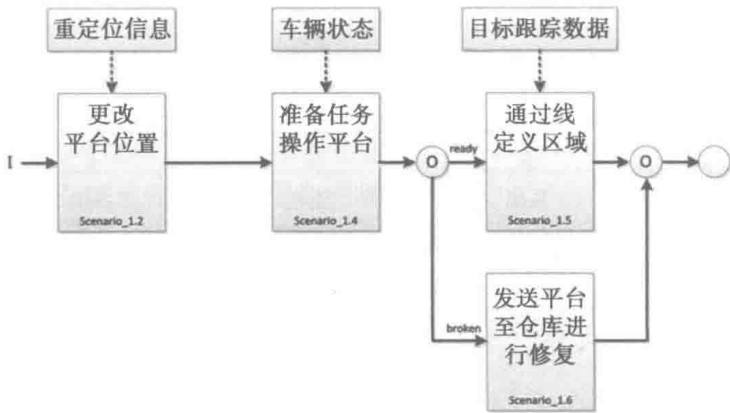 重定位信息
车辆状态
目标跟踪数据
更改
平台位置
Scenario_1.2
准备任务
操作平台
Scenario_1.4
通过线
定义区域
Scenario_1.5
I
O
ready
O
broken
发送平台
至仓库进
行修复
Scenario_1.6